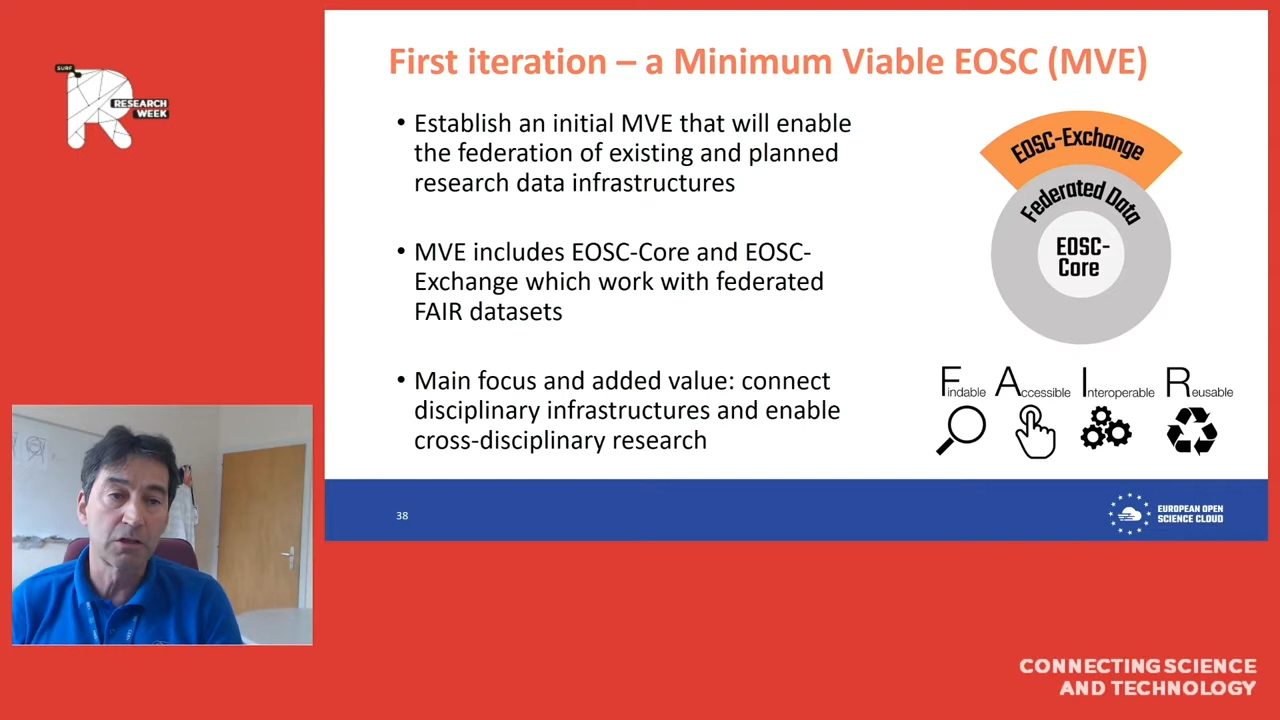 SURF
RESEARCH
WEEK
First iteration – a Minimum Viable EOSC (MVE)
• Establish an initial MVE that will enable
the federation of existing and planned
research data infrastructures
• MVE includes EOSC-Core and EOSC-
Exchange which work with federated
FAIR datasets
• Main focus and added value: connect
disciplinary infrastructures and enable
cross-disciplinary research
EOSC-Exchange
Federated Data
EOSC-
Core
Findable Accessible Interoperable Reusable
38
EUROPEAN OPEN
SCIENCE CLOUD
CONNECTING SCIENCE
AND TECHNOLOGY